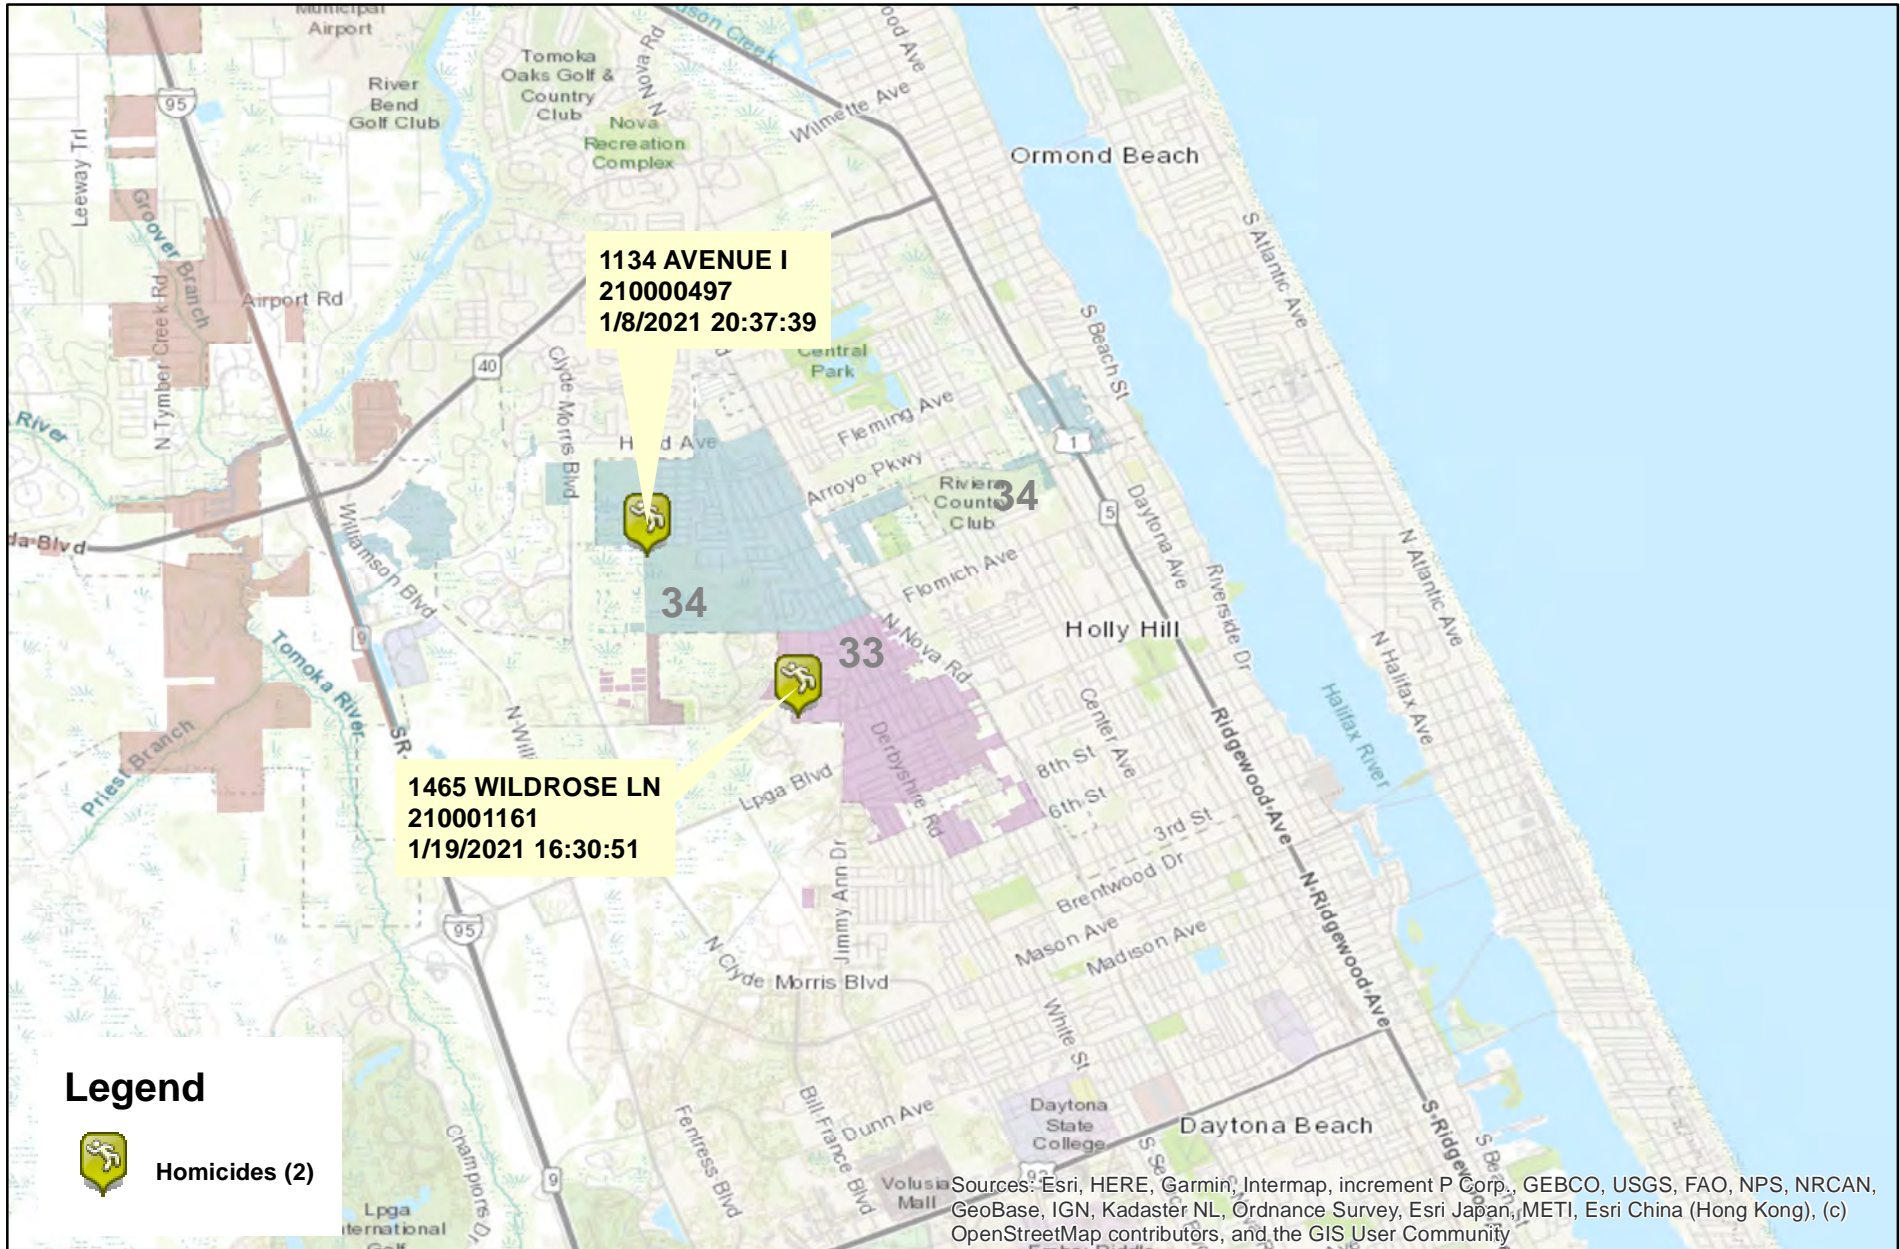 Municipal
Airport
95
River
Bend
Golf Club
Tomoka
Oaks Golf &
Country
Club
N Nova Rd
Nova
Recreation
Complex
Wilmette Ave
Ormond Beach
Leeway Trl
Groover Branch
N Tymber Creek Rd
Airport Rd
1134 AVENUE I
210000497
1/8/2021 20:37:39
S Atlantic Ave
S Beach St
40
Clyde Morris Blvd
Central
Park
Fleming Ave
Arroyo Pkwy
1
River
34
Club
5
Daytona Ave
Williamson Blvd
N Atlantic Ave
34
Flomich Ave
Riverside Dr
33
N Nova Rd
Holly Hill
N Halifax Ave
9
Tomoka River
Halifax River
Center Ave
Ridgewood Ave
Derbyshire Rd
Priest Branch
1465 WILDROSE LN
210001161
1/19/2021 16:30:51
Lpga Blvd
8th St
6th St
3rd St
Jimmy Ann Dr
Brentwood Dr
N Ridgewood Ave
95
Mason Ave
Madison Ave
N Clyde Morris Blvd
White St
Legend
Homicides (2)
Bill France Blvd
Dunn Ave
Fentress Blvd
Champions Dr
Daytona
State
College
Daytona Beach
9
Volusia
Mall
Lpga
Sources: Esri, HERE, Garmin, Intermap, increment P Corp., GEBCO, USGS, FAO, NPS, NRCAN,
GeoBase, IGN, Kadaster NL, Ordnance Survey, Esri Japan, METI, Esri China (Hong Kong), (c)
OpenStreetMap contributors, and the GIS User Community